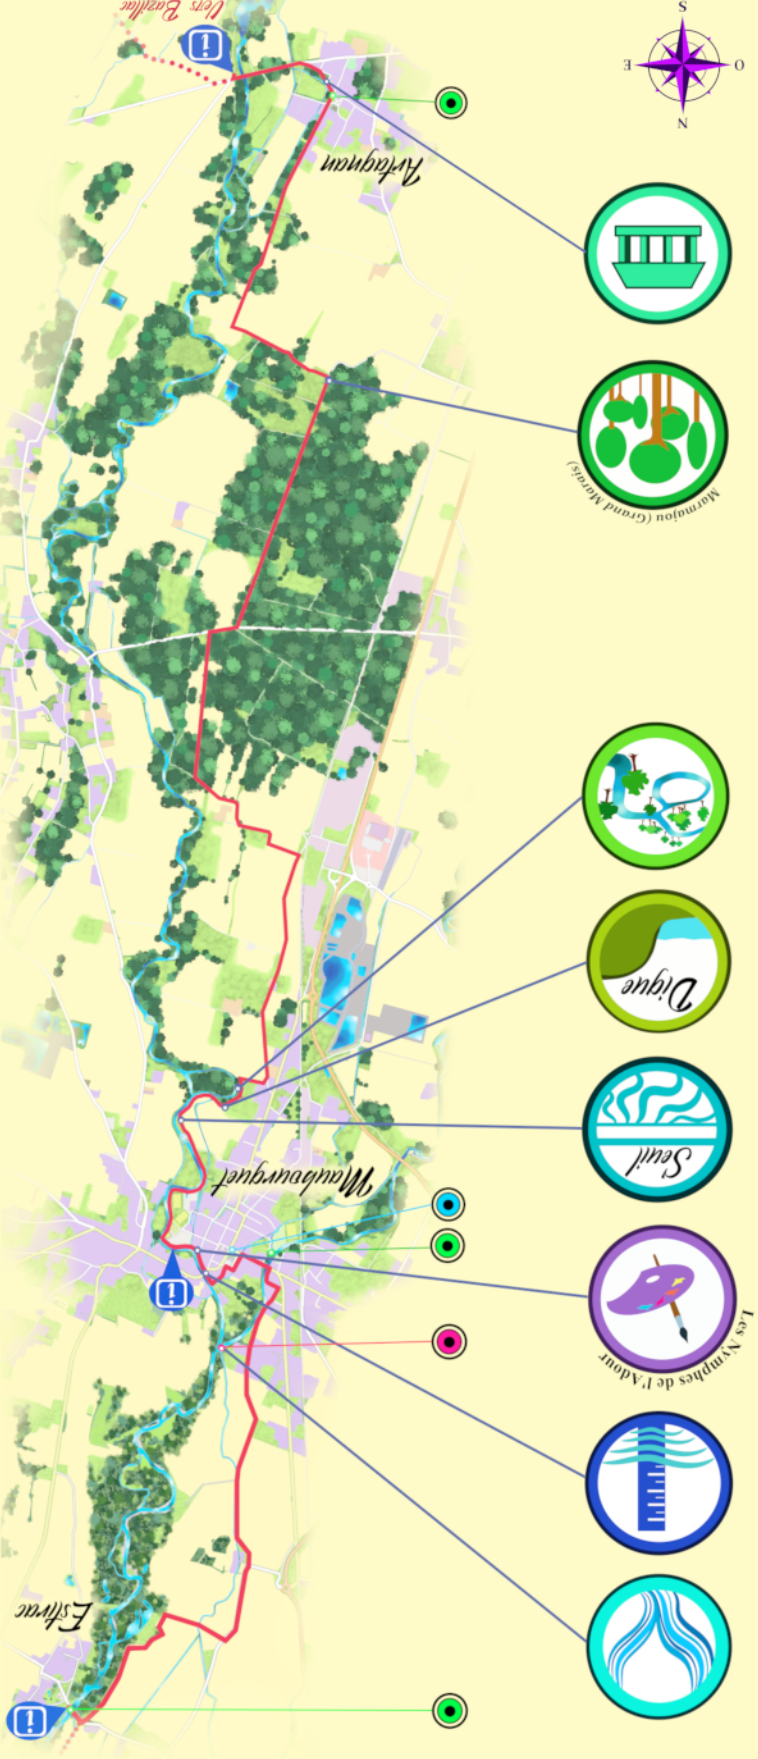 Estirac
Les Nymphes de l'Adour
Maubourguet
Seuil
Digue
Marmajou (Grand Marais)
Artagnan
N
O
E
S
Vers Bazillac
i
i
i